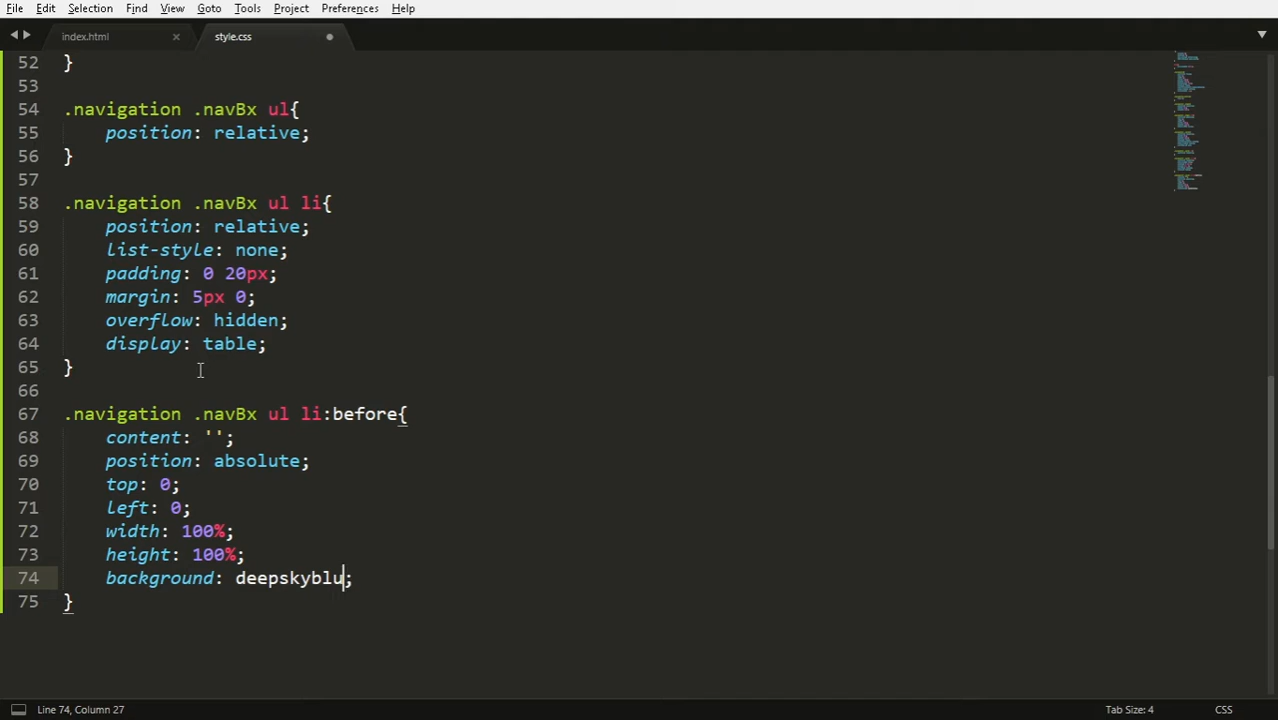 File Edit Selection Find View Goto Tools Project Preferences Help
index.html × style.css
52 }
53
54 .navigation .navBx ul{
55 position: relative;
56 }
57
58 .navigation .navBx ul li{
59 position: relative;
60 list-style: none;
61 padding: 0 20px;
62 margin: 5px 0;
63 overflow: hidden;
64 display: table;
65 }
66
67 .navigation .navBx ul li:before{
68 content: '';
69 position: absolute;
70 top: 0;
71 left: 0;
72 width: 100%;
73 height: 100%;
74 background: deepskyblu;
75 }
Line 74, Column 27 Tab Size: 4 CSS